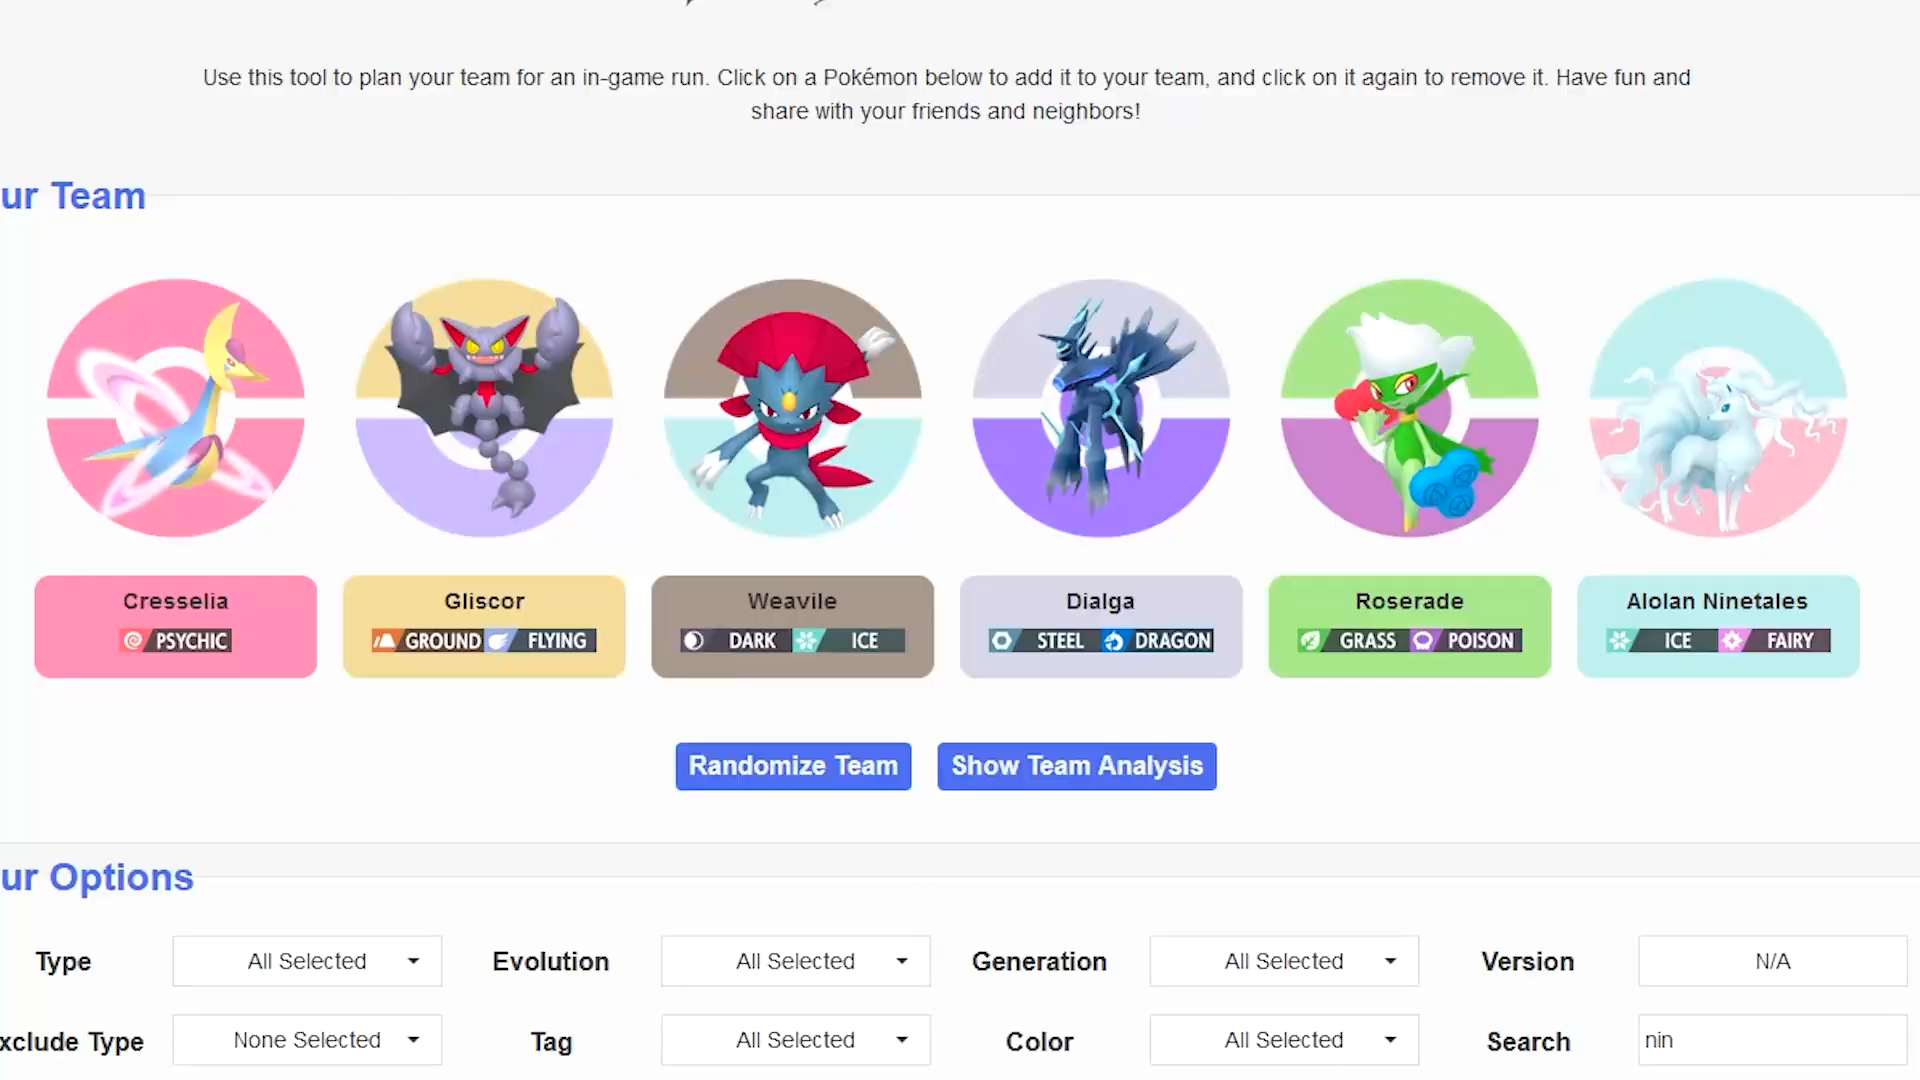 Use this tool to plan your team for an in-game run. Click on a Pokémon below to add it to your team, and click on it again to remove it. Have fun and
share with your friends and neighbors!
ur Team
Cresselia
PSYCHIC
Gliscor
GROUND FLYING
Weavile
DARK ICE
Dialga
STEEL DRAGON
Roserade
GRASS POISON
Alolan Ninetales
ICE FAIRY
Randomize Team
Show Team Analysis
ur Options
Type All Selected Evolution All Selected Generation All Selected Version N/A
xclude Type None Selected Tag All Selected Color All Selected Search nin